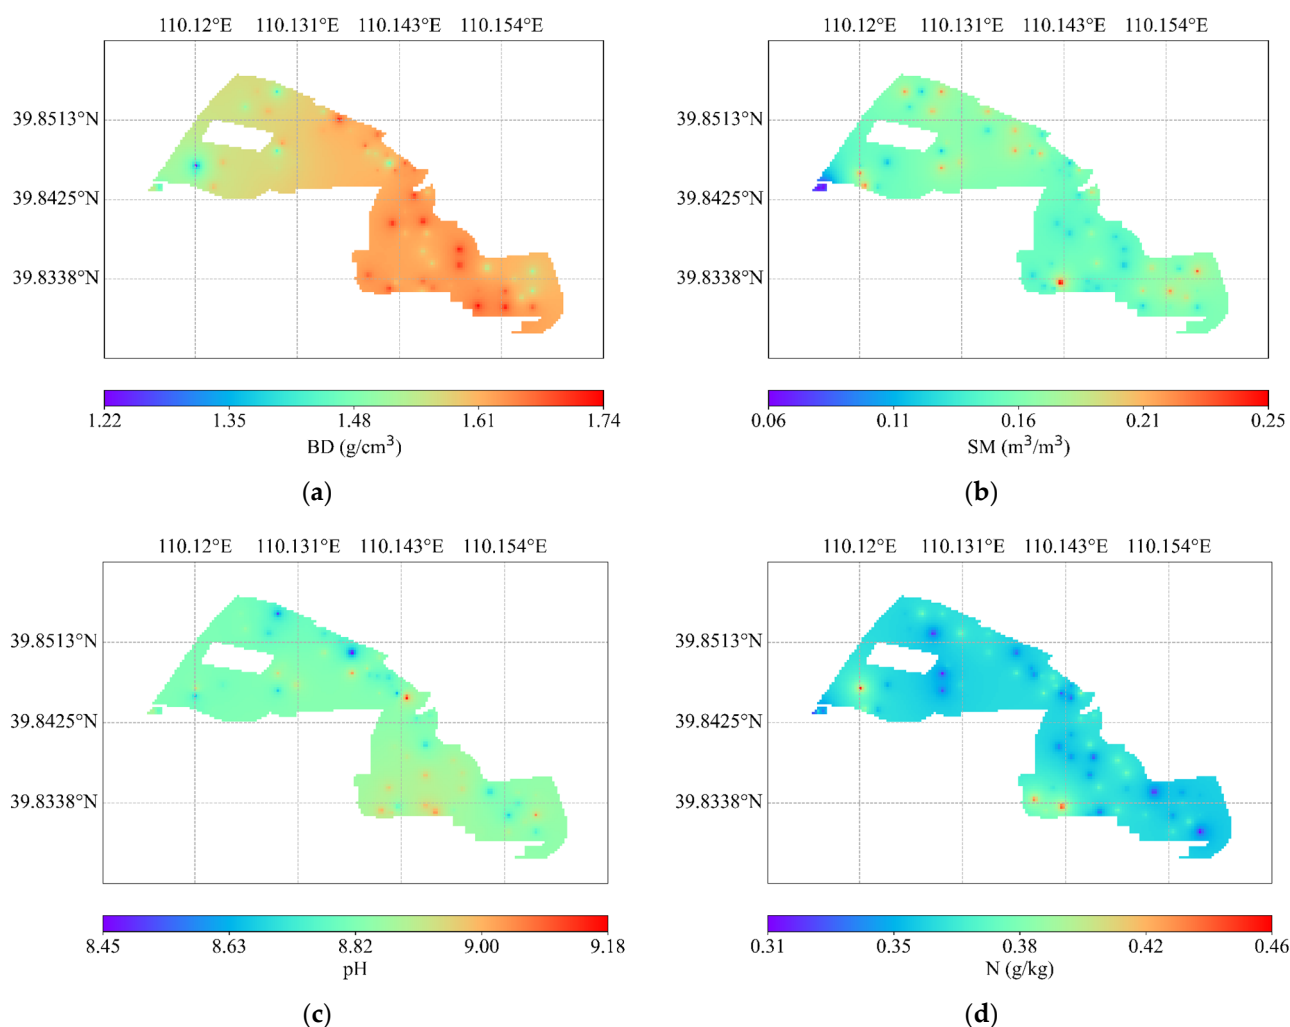 110.12°E 110.131°E 110.143°E 110.154°E
39.8513°N
39.8425°N
39.8338°N
1.22 1.35 1.48 1.61 1.74
BD (g/cm³)
(a)
110.12°E 110.131°E 110.143°E 110.154°E
39.8513°N
39.8425°N
39.8338°N
0.06 0.11 0.16 0.21 0.25
SM (m³/m³)
(b)
110.12°E 110.131°E 110.143°E 110.154°E
39.8513°N
39.8425°N
39.8338°N
8.45 8.63 8.82 9.00 9.18
pH
(c)
110.12°E 110.131°E 110.143°E 110.154°E
39.8513°N
39.8425°N
39.8338°N
0.31 0.35 0.38 0.42 0.46
N (g/kg)
(d)